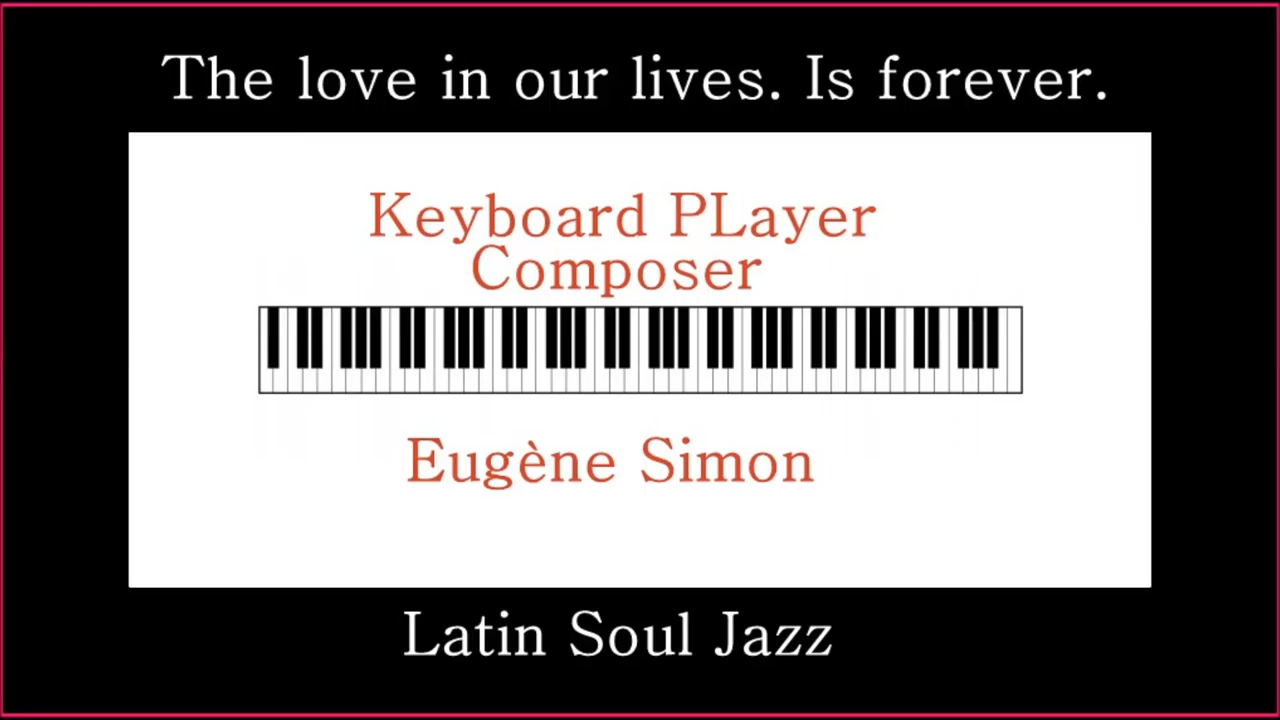 The love in our lives. Is forever.
Keyboard PLayer
Composer
Eugène Simon
Latin Soul Jazz